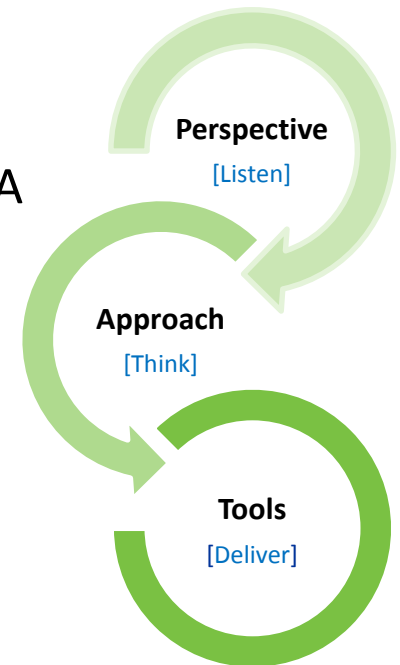 Perspective
[Listen]
A
Approach
[Think]
Tools
[Deliver]